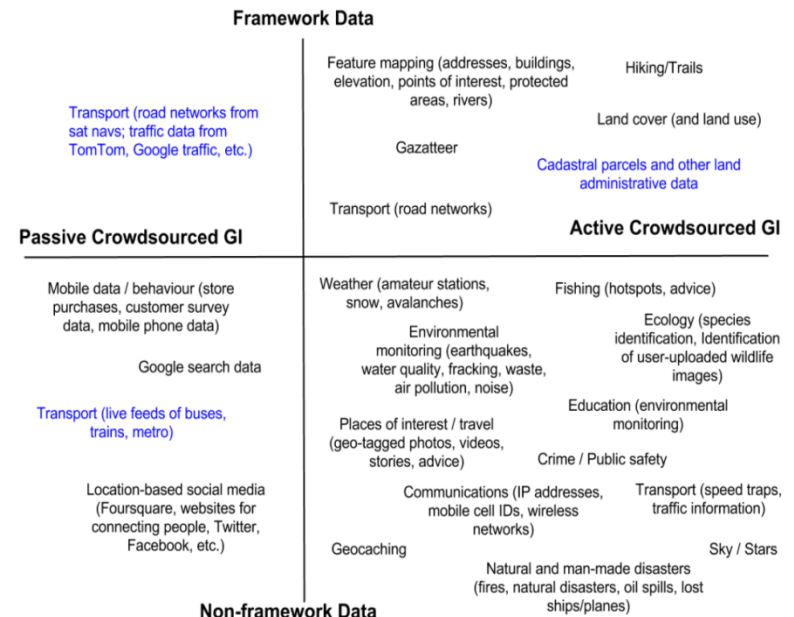 Framework Data
Feature mapping (addresses, buildings,
elevation, points of interest, protected
areas, rivers)
Hiking/Trails
Transport (road networks from
sat navs; traffic data from
TomTom, Google traffic, etc.)
Land cover (and land use)
Gazatteer
Cadastral parcels and other land
administrative data
Transport (road networks)
Passive Crowdsourced GI
Active Crowdsourced GI
Mobile data / behaviour (store
purchases, customer survey
data, mobile phone data)
Google search data
Transport (live feeds of buses,
trains, metro)
Location-based social media
(Foursquare, websites for
connecting people, Twitter,
Facebook, etc.)
Weather (amateur stations,
snow, avalanches)
Fishing (hotspots, advice)
Environmental
monitoring (earthquakes,
water quality, fracking, waste,
air pollution, noise)
Ecology (species
identification, Identification
of user-uploaded wildlife
images)
Education (environmental
monitoring)
Places of interest / travel
(geo-tagged photos, videos,
stories, advice)
Crime / Public safety
Communications (IP addresses,
mobile cell IDs, wireless
networks)
Transport (speed traps,
traffic information)
Geocaching
Sky / Stars
Natural and man-made disasters
(fires, natural disasters, oil spills, lost
ships/planes)
Non-framework Data